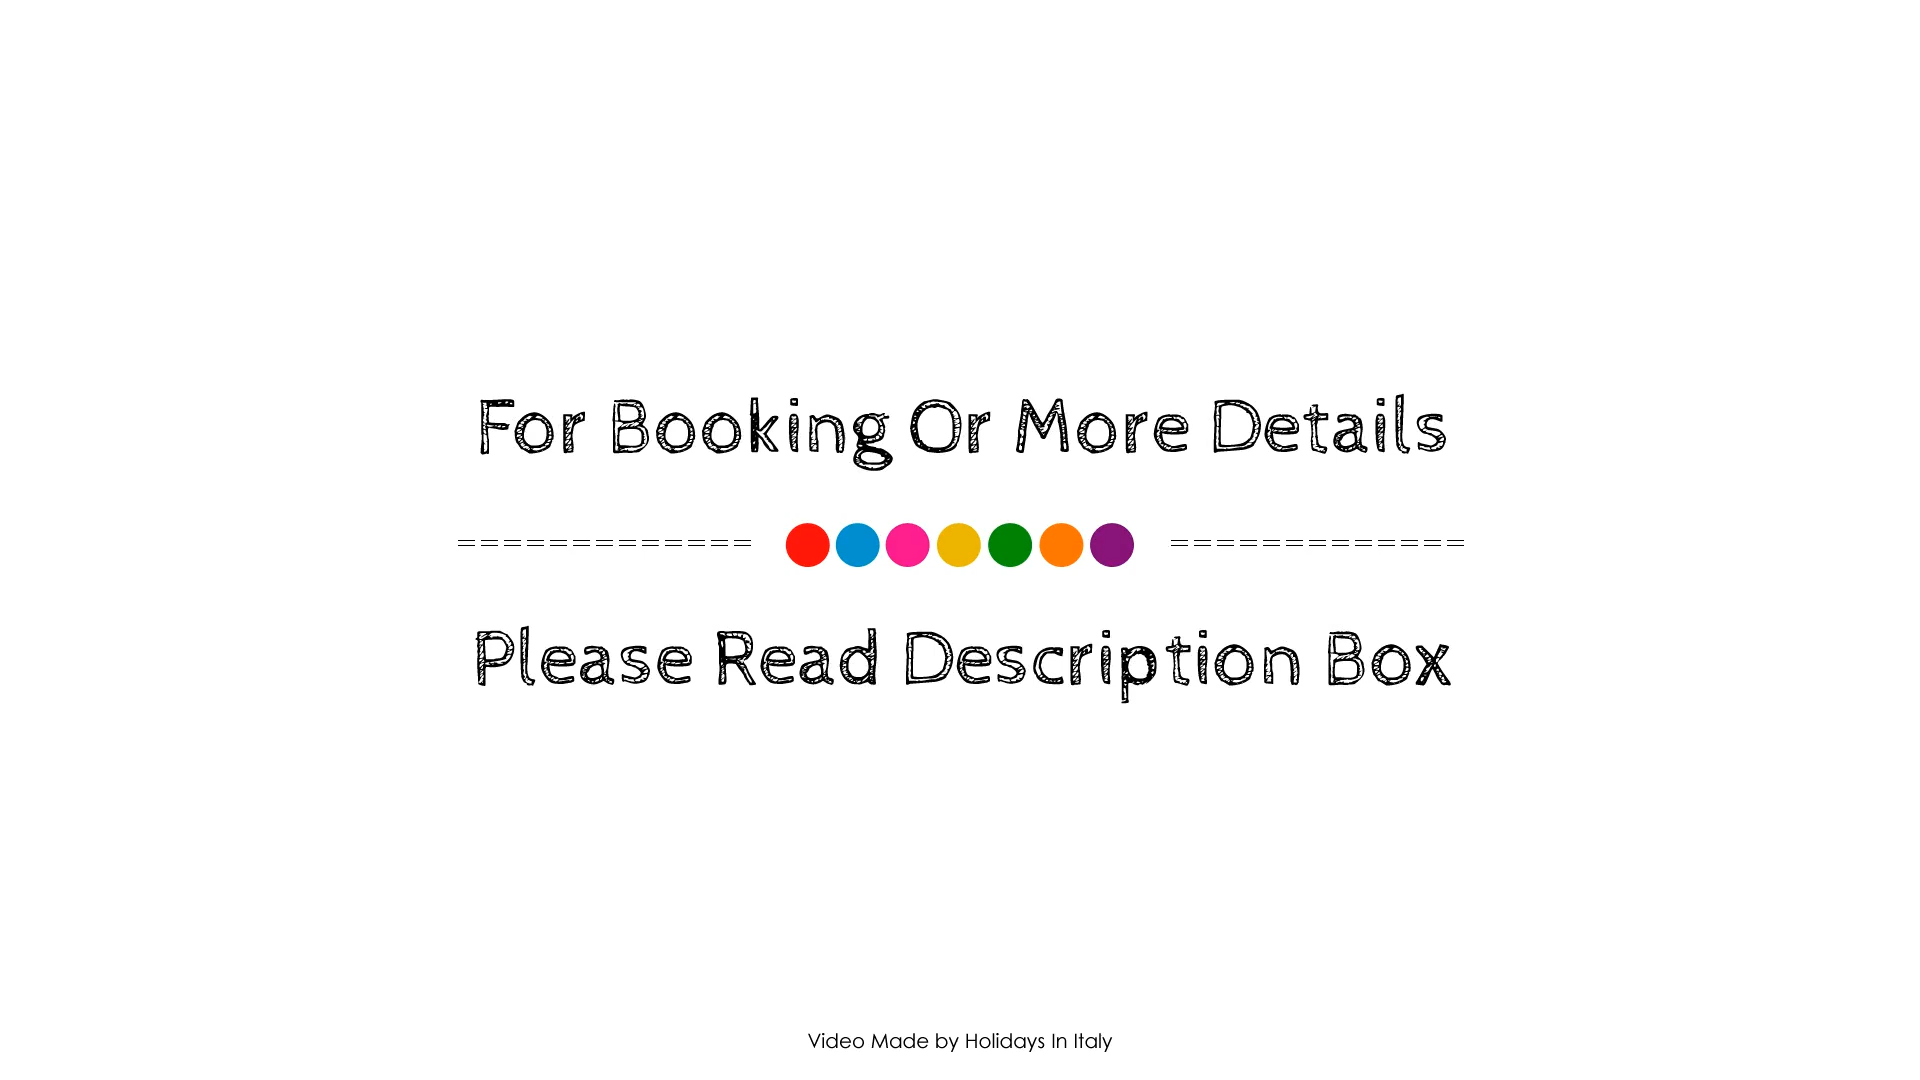 For Booking Or More Details
============= =============
Please Read Description Box
Video Made by Holidays In Italy